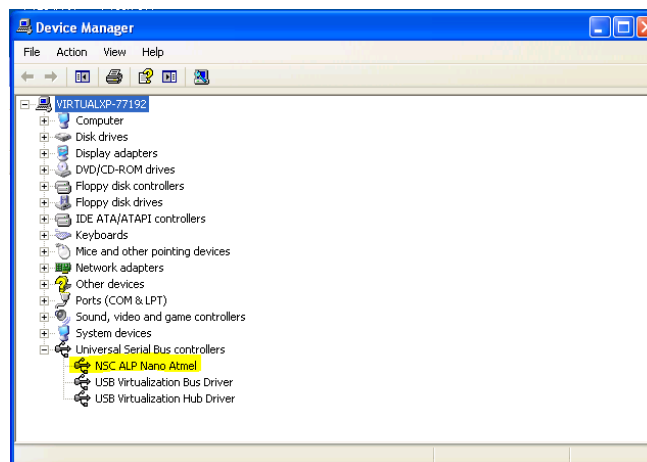 Device Manager
File Action View Help
VIRTUALXP-77192
Computer
Disk drives
Display adapters
DVD/CD-ROM drives
Floppy disk controllers
Floppy disk drives
IDE ATA/ATAPI controllers
Keyboards
Mice and other pointing devices
Network adapters
Other devices
Ports (COM & LPT)
Sound, video and game controllers
System devices
Universal Serial Bus controllers
NSC ALP Nano Atmel
USB Virtualization Bus Driver
USB Virtualization Hub Driver